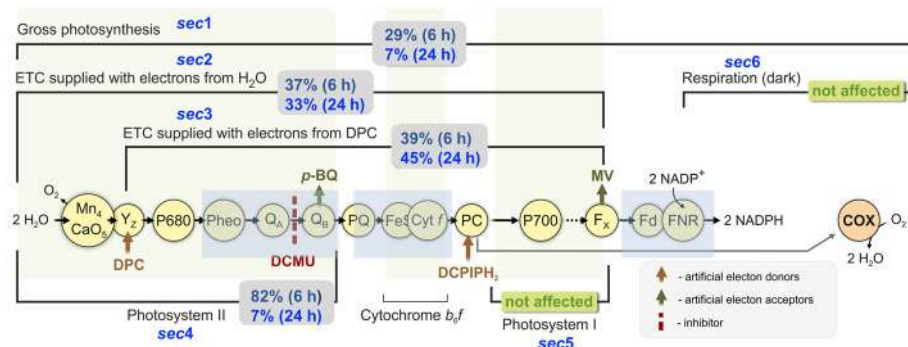 Gross photosynthesis sec1
29% (6 h)
7% (24 h)
sec2
ETC supplied with electrons from H₂O
37% (6 h)
33% (24 h)
sec6
Respiration (dark)
not affected
sec3
ETC supplied with electrons from DPC
39% (6 h)
45% (24 h)
p-BQ
MV
2 NADP⁺
O₂
2 H₂O
Mn₄
CaO₅
Y_Z
P680
Pheo
Q_A
Q_B
PQ
FeS
Cyt f
PC
P700
F_X
Fd
FNR
2 NADPH
COX
O₂
2 H₂O
DPC
DCMU
DCPIPH₂
82% (6 h)
7% (24 h)
Photosystem II
sec4
Cytochrome b₆f
not affected
Photosystem I
sec5
- artificial electon donors
- artificial electon acceptors
- inhibitor